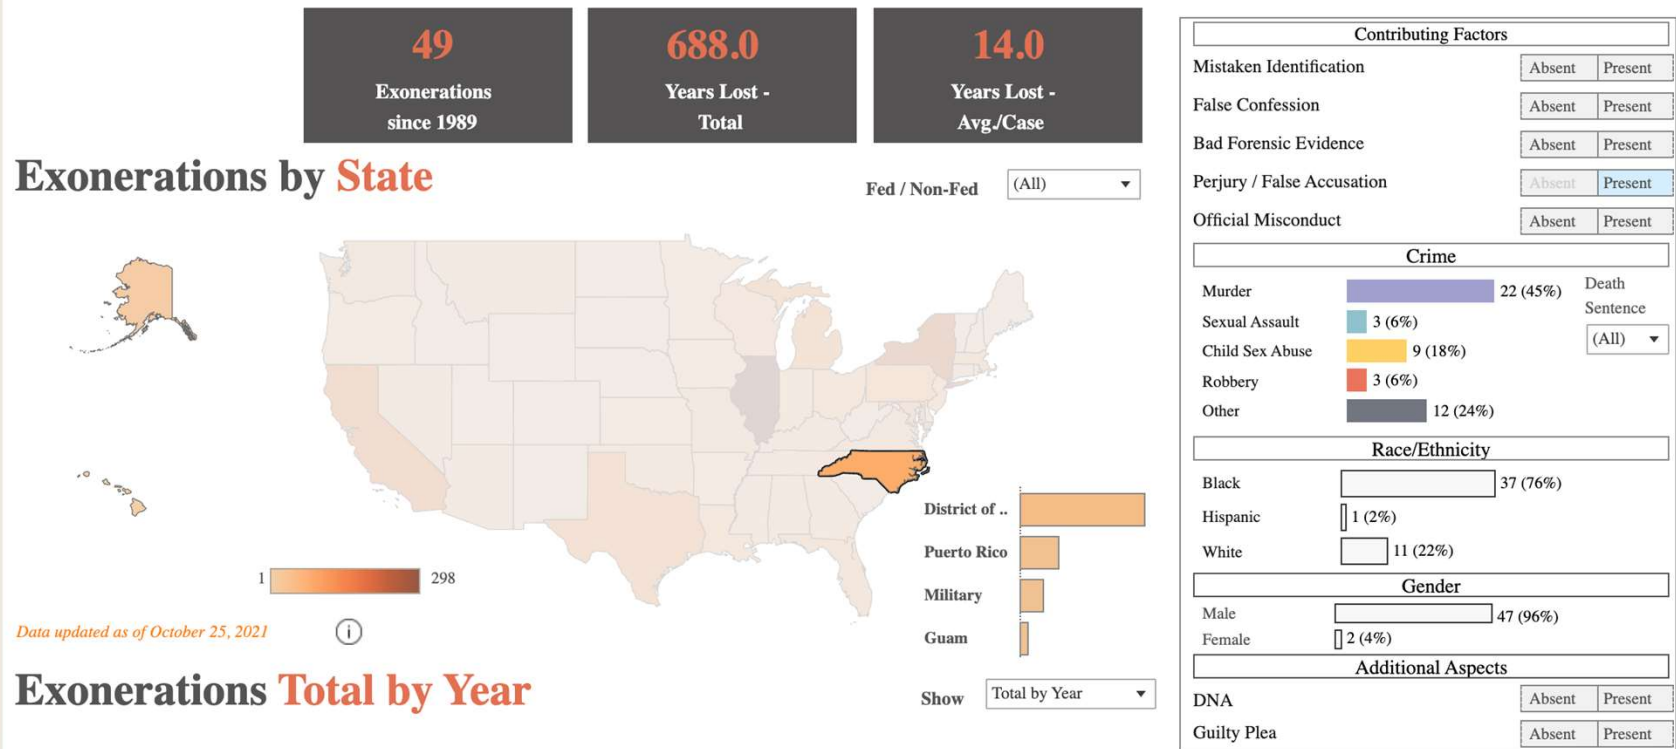 49
Exonerations
since 1989
688.0
Years Lost -
Total
14.0
Years Lost -
Avg./Case
Exonerations by State
Fed / Non-Fed (All)
District of ..
Puerto Rico
Military
Guam
1 298
Data updated as of October 25, 2021
i
Exonerations Total by Year
Show Total by Year
Contributing Factors
Mistaken Identification Absent Present
False Confession Absent Present
Bad Forensic Evidence Absent Present
Perjury / False Accusation Absent Present
Official Misconduct Absent Present
Crime
Murder 22 (45%)
Sexual Assault 3 (6%)
Child Sex Abuse 9 (18%)
Robbery 3 (6%)
Other 12 (24%)
Death
Sentence
(All)
Race/Ethnicity
Black 37 (76%)
Hispanic 1 (2%)
White 11 (22%)
Gender
Male 47 (96%)
Female 2 (4%)
Additional Aspects
DNA Absent Present
Guilty Plea Absent Present